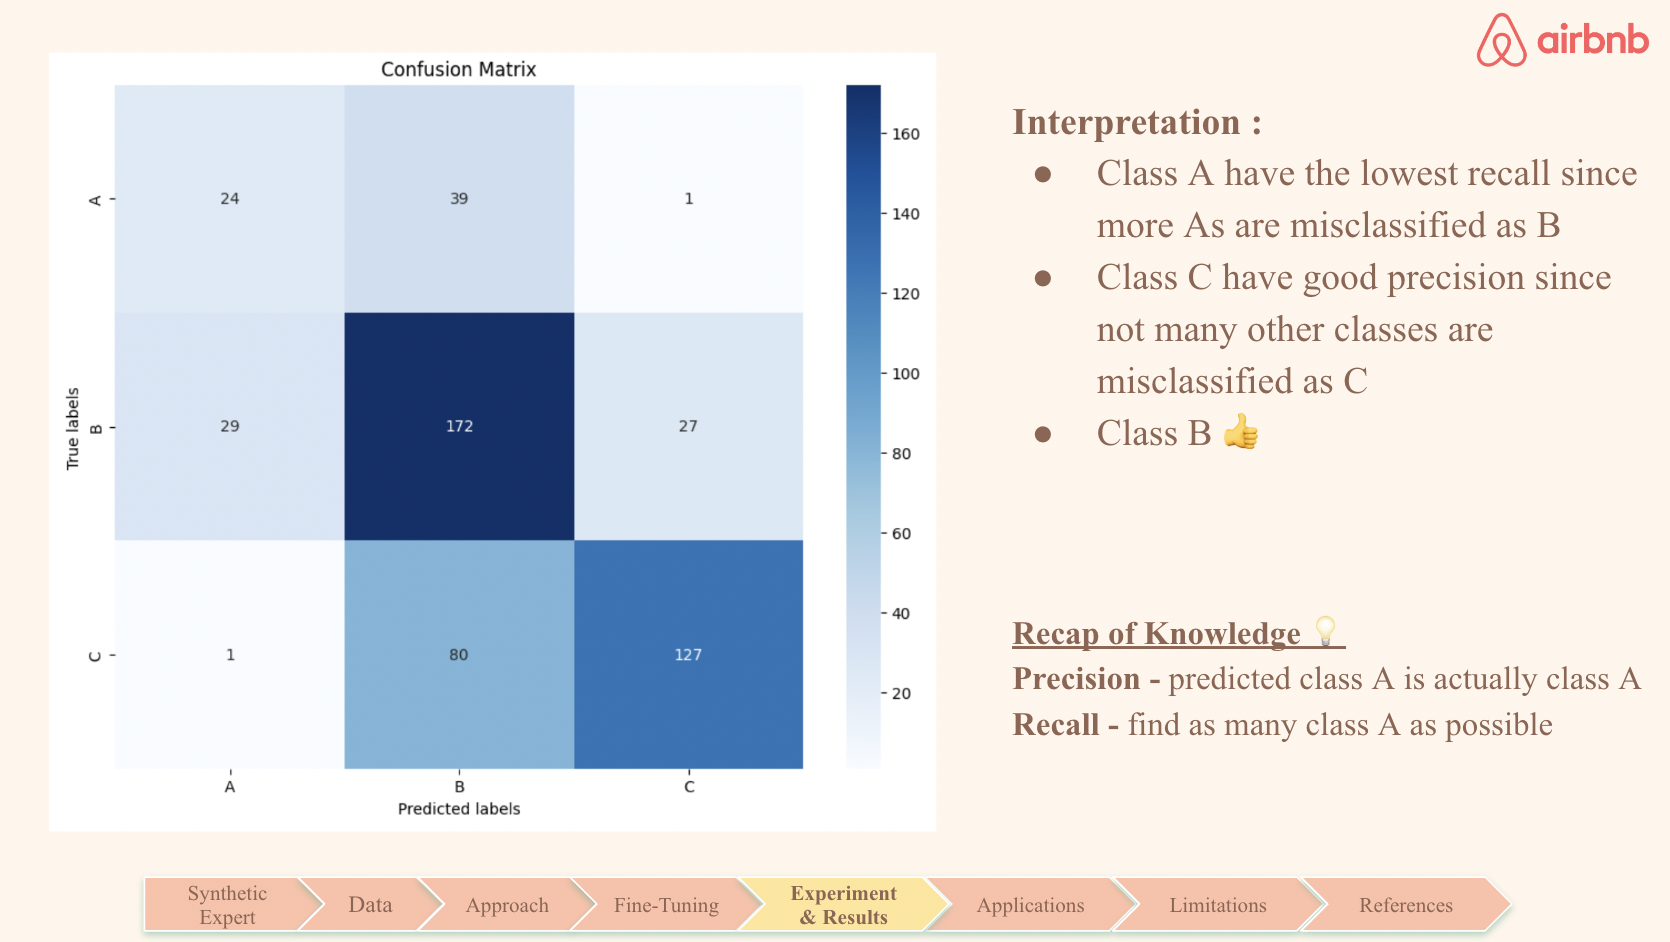 airbnb
Confusion Matrix
A
24
39
1
B
29
172
27
C
1
80
127
True labels
A
B
C
Predicted labels
160
140
120
100
80
60
40
20
Interpretation :
● Class A have the lowest recall since
more As are misclassified as B
● Class C have good precision since
not many other classes are
misclassified as C
● Class B 👍
Recap of Knowledge 💡
Precision - predicted class A is actually class A
Recall - find as many class A as possible
Synthetic
Expert
Data
Approach
Fine-Tuning
Experiment
& Results
Applications
Limitations
References